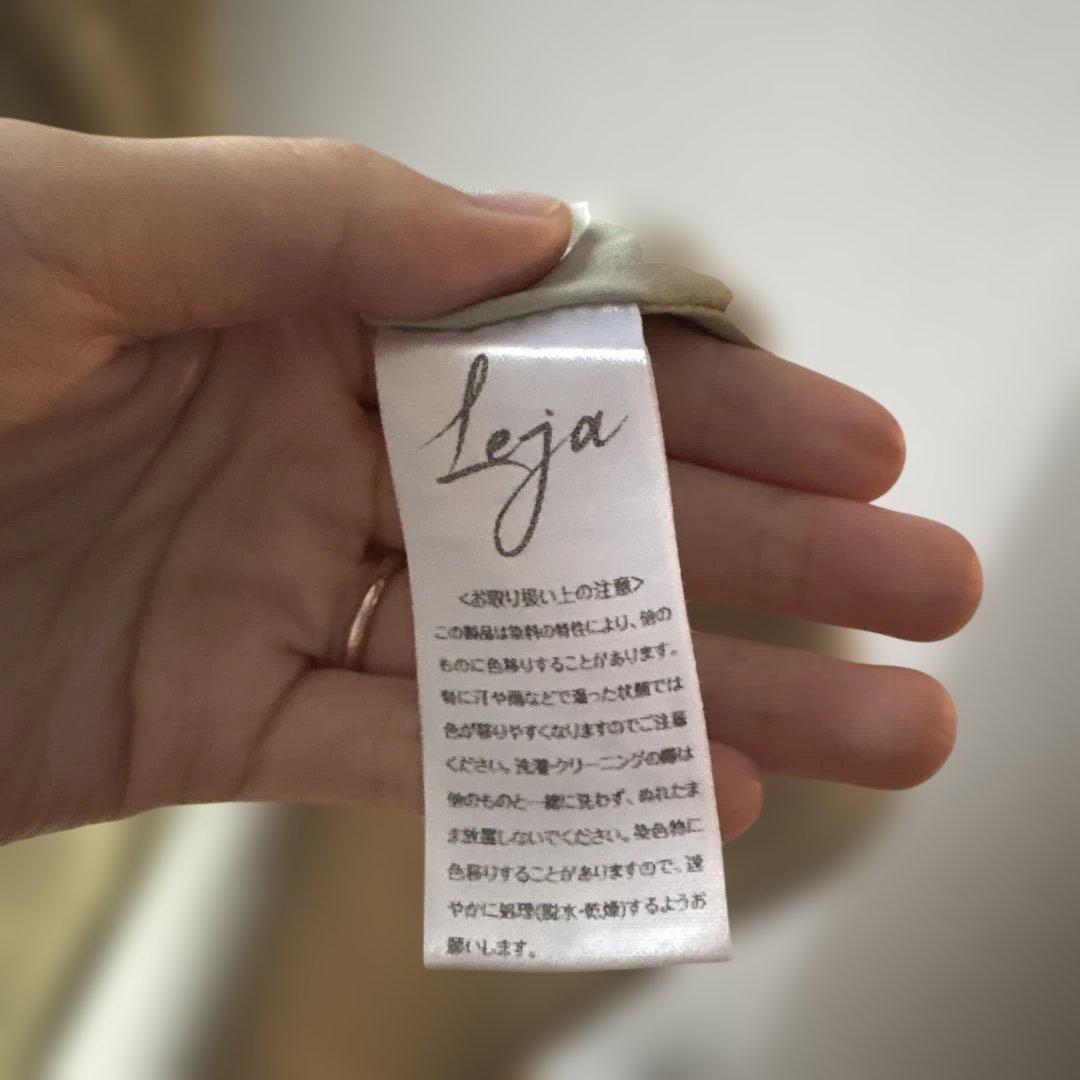 Leja
<お取り扱い上の注意>
この製品は染料の特性により、他の
ものに色移りすることがあります。
特に汗や雨などで湿った状態では
色が移りやすくなりますのでご注意
ください。洗濯・クリーニングの際は
他のものと一緒に洗わず、ぬれたま
ま放置しないでください。染色物に
色移りすることがありますので、速
やかに処理(脱水・乾燥)するようお
願いします。